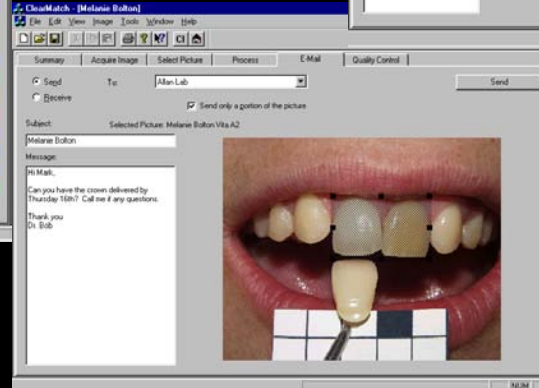 ClearMatch - [Melanie Bolton]
File Edit View Image Tools Window Help
CI
Summary Acquire Image Select Picture Process E-Mail Quality Control
Send To: Allan Lab Send
Receive
Send only a portion of the picture
Subject: Selected Picture: Melanie Bolton Vita A2
Melanie Bolton
Message:
Hi Mark,
Can you have the crown delivered by
Thursday 16th? Call me if any questions
Thank you
Dr. Bob
NUM